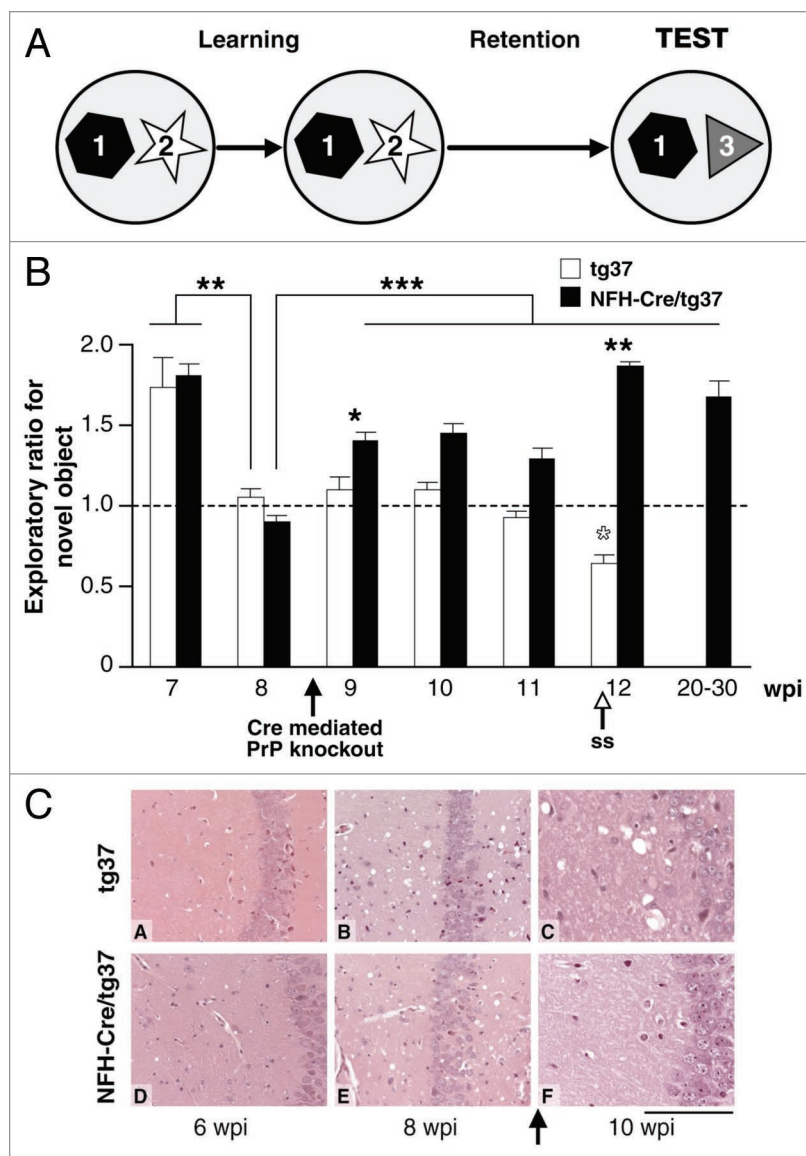 A
Learning
Retention
TEST
1
2
1
2
1
3
B
tg37
NFH-Cre/tg37
**
***
*
**
*
Exploratory ratio for
novel object
2.0
1.5
1.0
0.5
0
7
8
9
10
11
12
20-30
wpi
Cre mediated
PrP knockout
ss
C
tg37
NFH-Cre/tg37
A
B
C
D
E
F
6 wpi
8 wpi
10 wpi